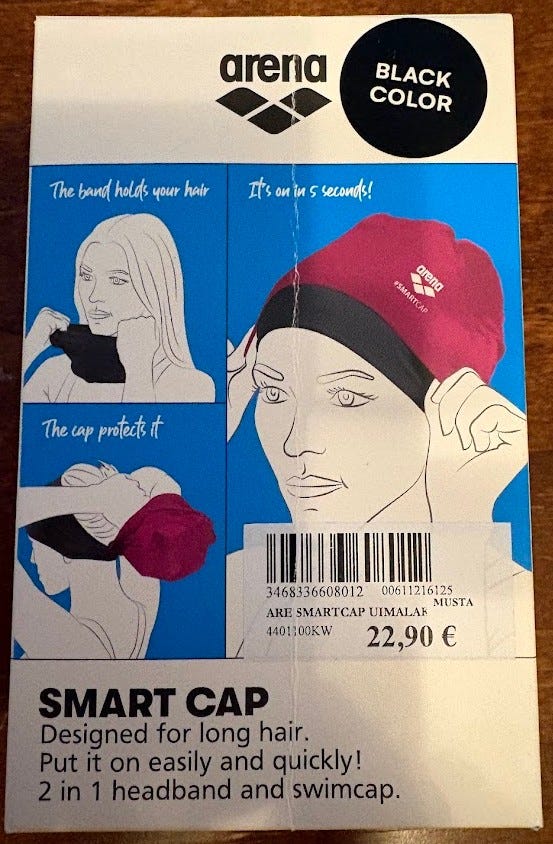 arena
BLACK
COLOR
The band holds your hair
It's on in 5 seconds!
arena
#SMARTCAP
The cap protects it
3468336608012 00611216125
ARE SMARTCAP UIMALAK MUSTA
4401100KW 22,90 €
SMART CAP
Designed for long hair.
Put it on easily and quickly!
2 in 1 headband and swimcap.